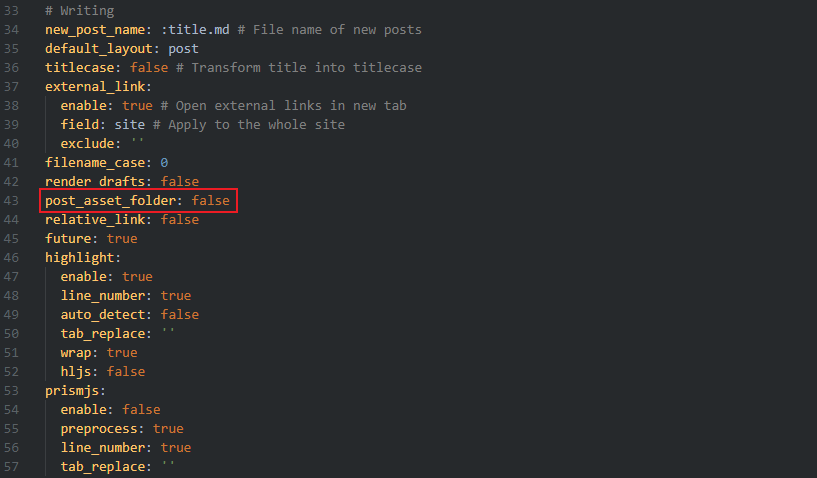 33 # Writing
34 new_post_name: :title.md # File name of new posts
35 default_layout: post
36 titlecase: false # Transform title into titlecase
37 external_link:
38   enable: true # Open external links in new tab
39   field: site # Apply to the whole site
40   exclude: ''
41 filename_case: 0
42 render_drafts: false
43 post_asset_folder: false
44 relative_link: false
45 future: true
46 highlight:
47   enable: true
48   line_number: true
49   auto_detect: false
50   tab_replace: ''
51   wrap: true
52   hljs: false
53 prismjs:
54   enable: false
55   preprocess: true
56   line_number: true
57   tab_replace: ''